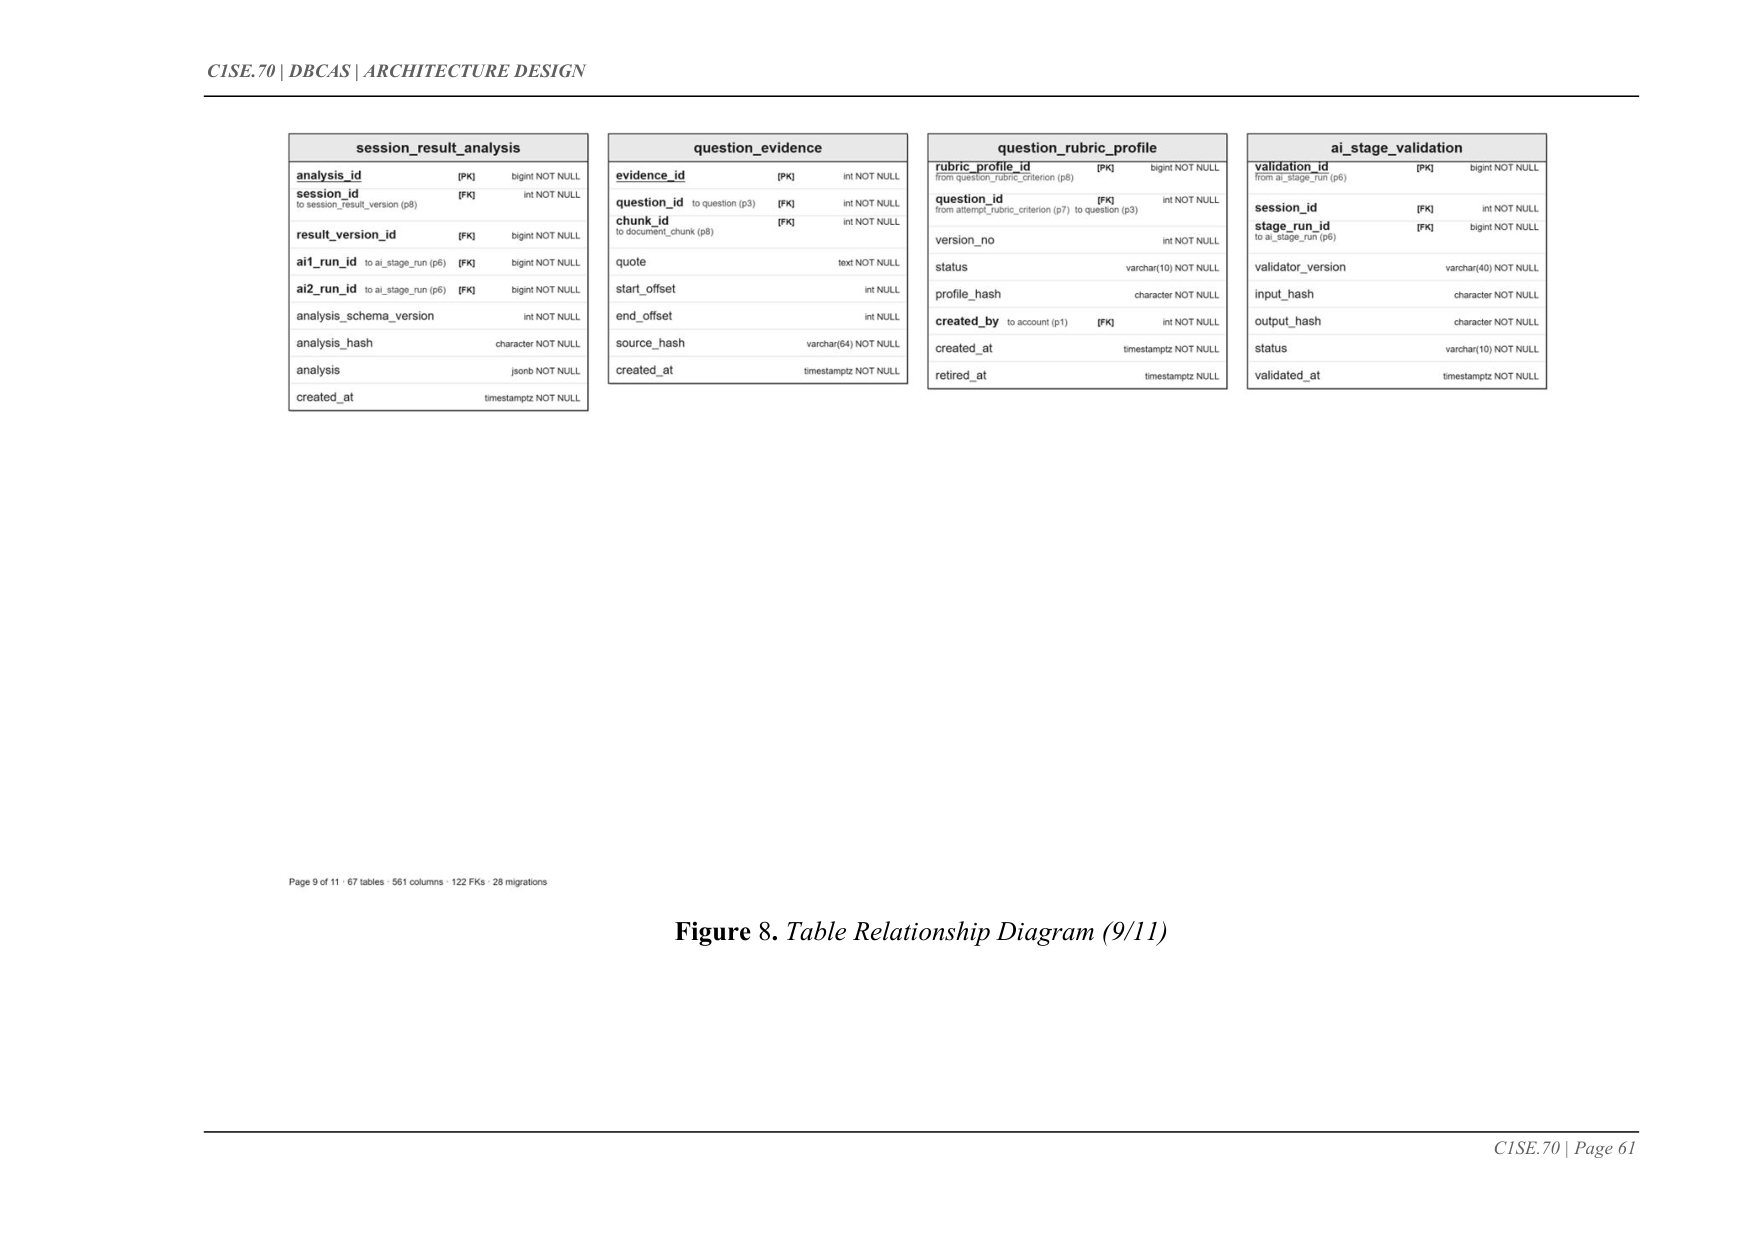 C1SE.70 | DBCAS | ARCHITECTURE DESIGN
session_result_analysis
analysis_id [PK] bigint NOT NULL
session_id [FK] int NOT NULL
to session_result_version (p8)
result_version_id [FK] bigint NOT NULL
ai1_run_id to ai_stage_run (p6) [FK] bigint NOT NULL
ai2_run_id to ai_stage_run (p6) [FK] bigint NOT NULL
analysis_schema_version int NOT NULL
analysis_hash character NOT NULL
analysis jsonb NOT NULL
created_at timestamptz NOT NULL
question_evidence
evidence_id [PK] int NOT NULL
question_id to question (p3) [FK] int NOT NULL
chunk_id [FK] int NOT NULL
to document_chunk (p8)
quote text NOT NULL
start_offset int NULL
end_offset int NULL
source_hash varchar(64) NOT NULL
created_at timestamptz NOT NULL
question_rubric_profile
rubric_profile_id [PK] bigint NOT NULL
from question_rubric_criterion (p8)
question_id [FK] int NOT NULL
from attempt_rubric_criterion (p7) to question (p3)
version_no int NOT NULL
status varchar(10) NOT NULL
profile_hash character NOT NULL
created_by to account (p1) [FK] int NOT NULL
created_at timestamptz NOT NULL
retired_at timestamptz NULL
ai_stage_validation
validation_id [PK] bigint NOT NULL
from ai_stage_run (p6)
session_id [FK] int NOT NULL
stage_run_id [FK] bigint NOT NULL
to ai_stage_run (p6)
validator_version varchar(40) NOT NULL
input_hash character NOT NULL
output_hash character NOT NULL
status varchar(10) NOT NULL
validated_at timestamptz NOT NULL
Page 9 of 11 · 67 tables · 561 columns · 122 FKs · 28 migrations
Figure 8. Table Relationship Diagram (9/11)
C1SE.70 | Page 61